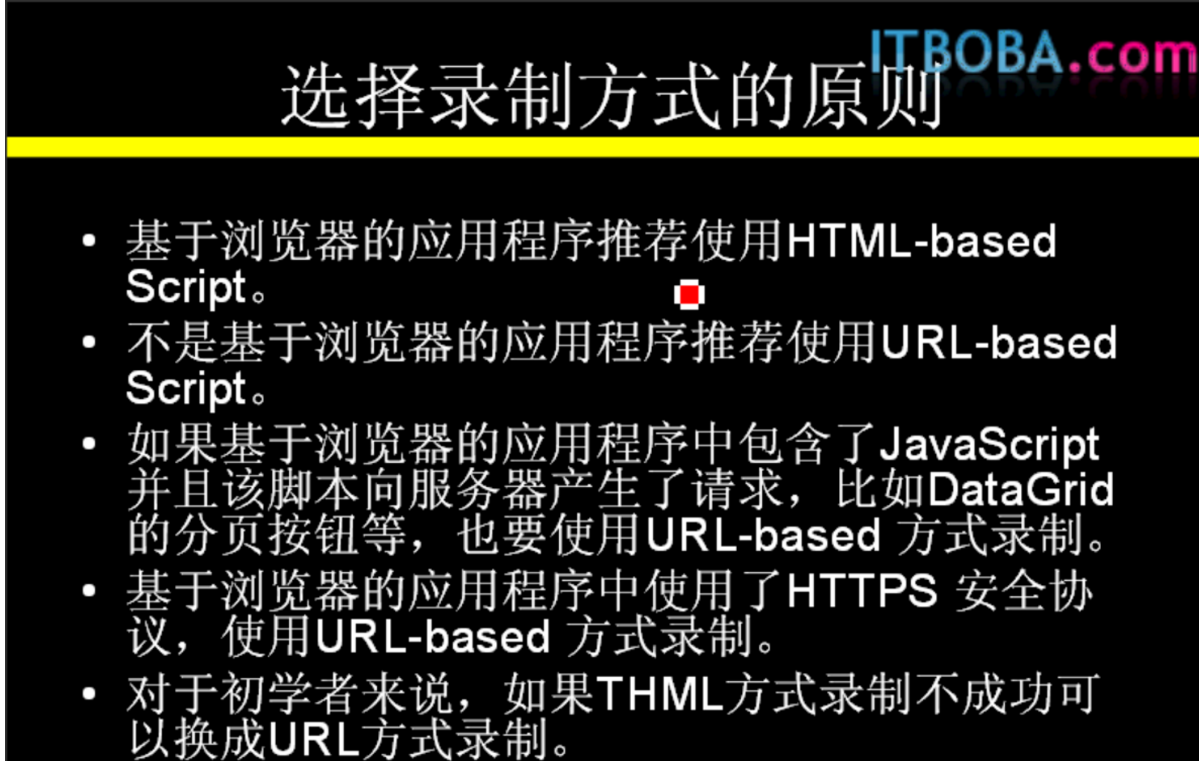 ITBOBA.com
选择录制方式的原则
• 基于浏览器的应用程序推荐使用HTML-based
Script。
• 不是基于浏览器的应用程序推荐使用URL-based
Script。
• 如果基于浏览器的应用程序中包含了JavaScript
并且该脚本向服务器产生了请求，比如DataGrid
的分页按钮等，也要使用URL-based 方式录制。
• 基于浏览器的应用程序中使用了HTTPS 安全协
议，使用URL-based 方式录制。
• 对于初学者来说，如果THML方式录制不成功可
以换成URL方式录制。